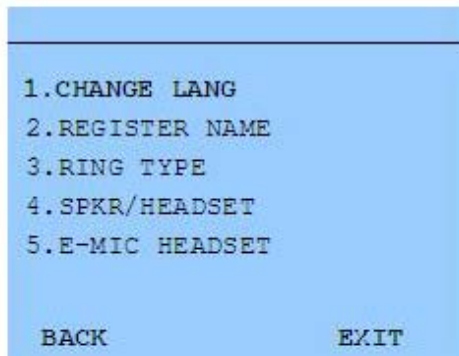 1.CHANGE LANG
2.REGISTER NAME
3.RING TYPE
4.SPKR/HEADSET
5.E-MIC HEADSET
BACK EXIT